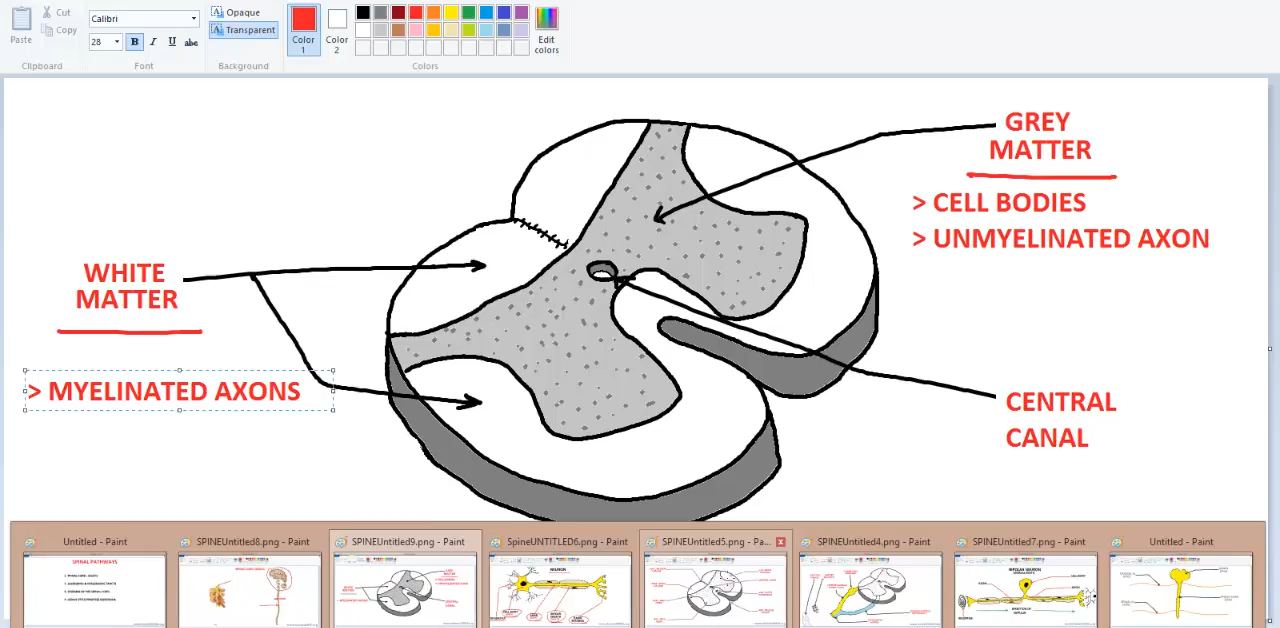 Paste
Cut
Copy
Clipboard
Calibri
28
B I U abc
Font
Opaque
Transparent
Background
Color 1
Color 2
Edit colors
Colors
GREY
MATTER
> CELL BODIES
> UNMYELINATED AXON
WHITE
MATTER
> MYELINATED AXONS
CENTRAL
CANAL
Untitled - Paint
SPINEUntitled8.png - Paint
SPINEUntitled9.png - Paint
SpineUNTITLED6.png - Paint
SPINEUntitled5.png - Pa...
SPINEUntitled4.png - Paint
SPINEUntitled7.png - Paint
Untitled - Paint
SPINAL PATHWAYS